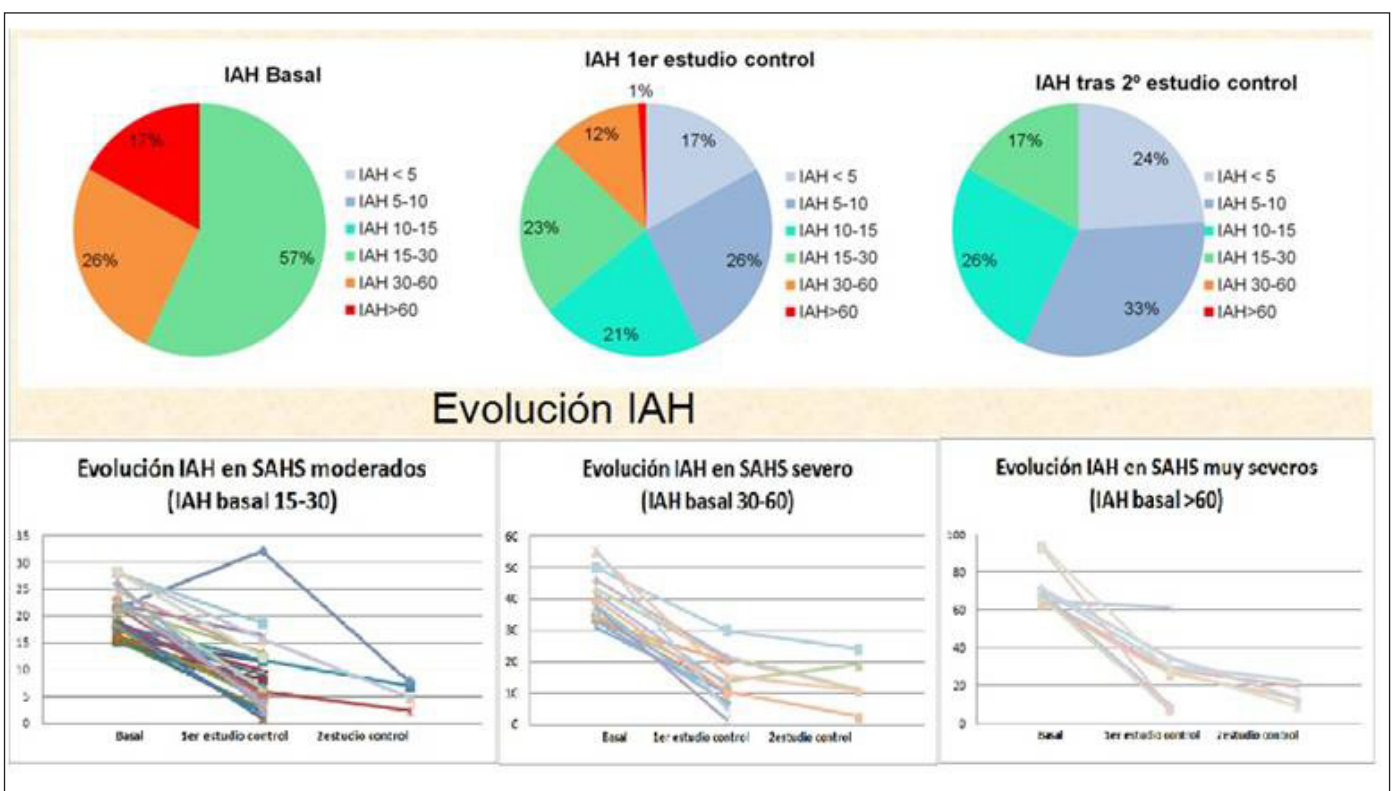 IAH Basal
17%
26%
57%
IAH < 5
IAH 5-10
IAH 10-15
IAH 15-30
IAH 30-60
IAH>60
IAH 1er estudio control
1%
12%
17%
23%
26%
21%
IAH < 5
IAH 5-10
IAH 10-15
IAH 15-30
IAH 30-60
IAH>60
IAH tras 2º estudio control
17%
24%
26%
33%
IAH < 5
IAH 5-10
IAH 10-15
IAH 15-30
IAH 30-60
IAH>60
Evolución IAH
Evolución IAH en SAHS moderados
(IAH basal 15-30)
35
30
25
20
15
10
5
0
Basal 1er estudio control 2estudio control
Evolución IAH en SAHS severo
(IAH basal 30-60)
60
50
40
30
20
10
0
Basal 1er estudio control 2estudio control
Evolución IAH en SAHS muy severos
(IAH basal >60)
100
80
60
40
20
0
Basal 1er estudio control 2estudio control